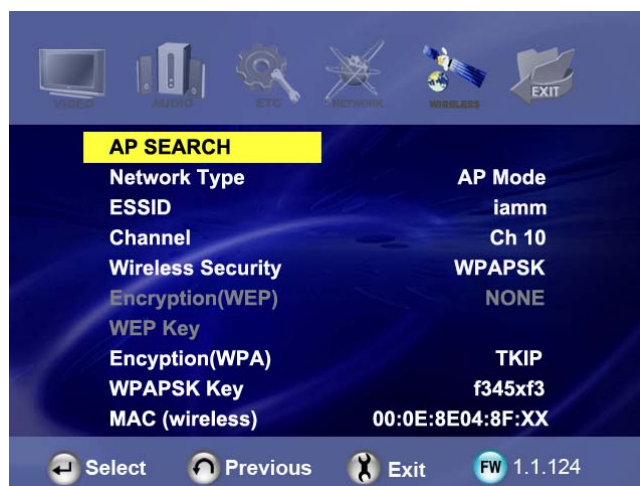 VIDEO AUDIO ETC NETWORK WIRELESS EXIT
AP SEARCH
Network Type AP Mode
ESSID iamm
Channel Ch 10
Wireless Security WPAPSK
Encryption(WEP) NONE
WEP Key
Encyption(WPA) TKIP
WPAPSK Key f345xf3
MAC (wireless) 00:0E:8E04:8F:XX
Select Previous Exit FW 1.1.124